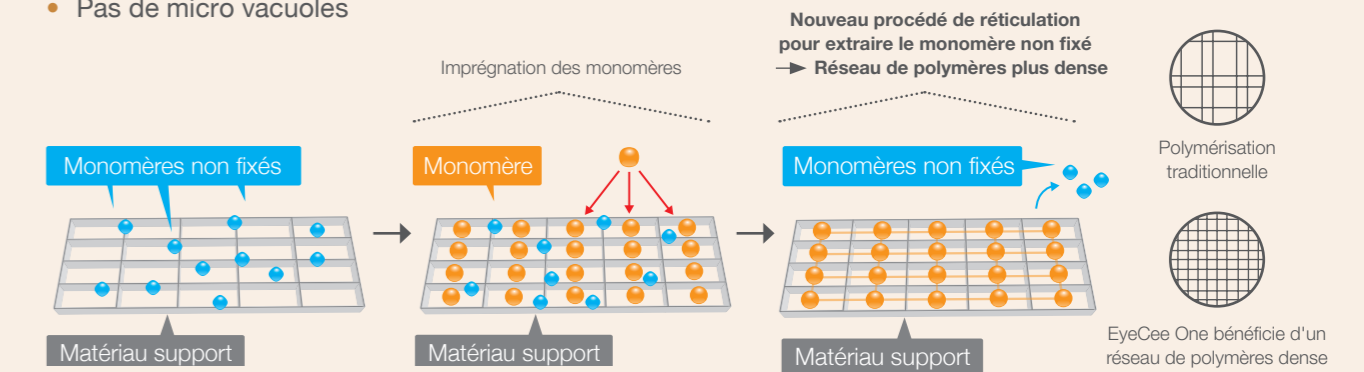 • Pas de micro vacuoles
Nouveau procédé de réticulation
pour extraire le monomère non fixé
→ Réseau de polymères plus dense
Imprégnation des monomères
Monomères non fixés
Monomère
Monomères non fixés
Polymérisation
traditionnelle
Matériau support
Matériau support
Matériau support
EyeCee One bénéficie d'un
réseau de polymères dense